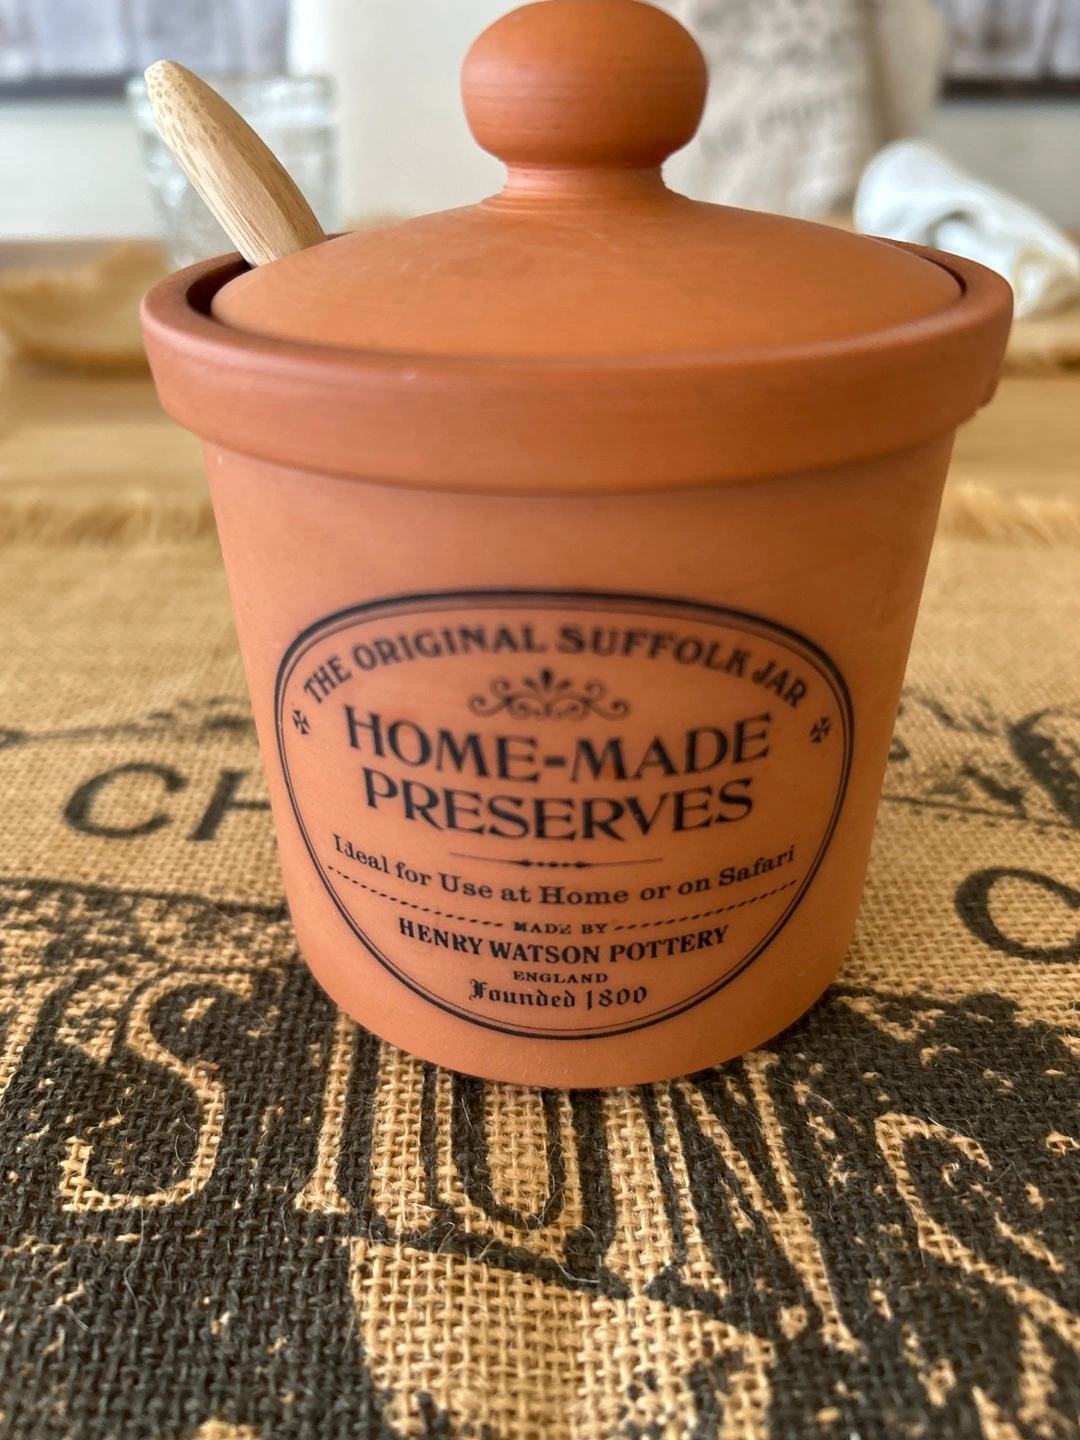 THE ORIGINAL SUFFOLK JAR
HOME-MADE
PRESERVES
Ideal for Use at Home or on Safari
MADE BY
HENRY WATSON POTTERY
ENGLAND
Founded 1800
CH